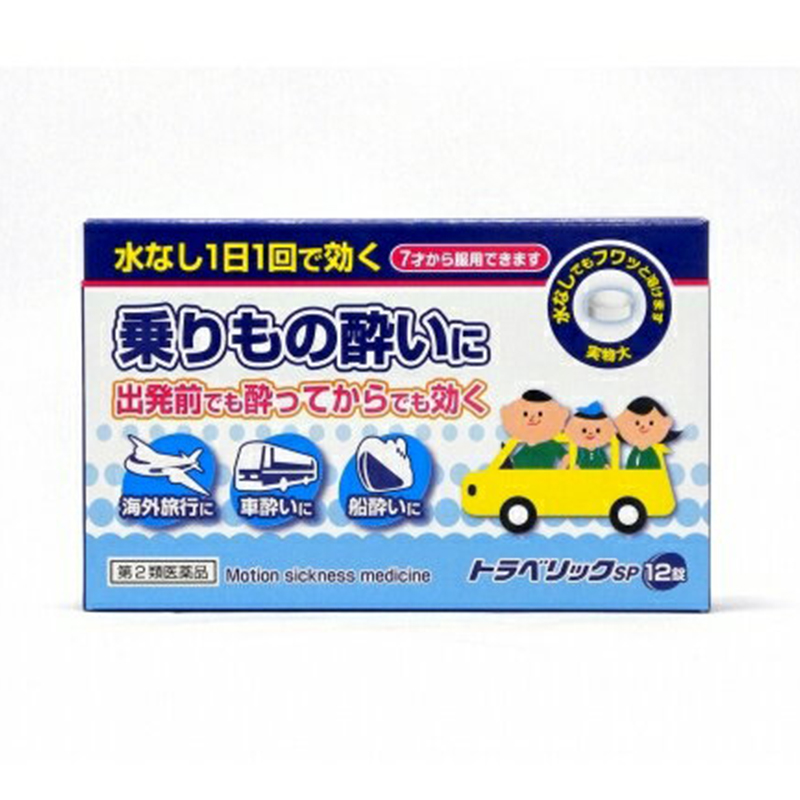 水なし1日1回で効く
7才から服用できます
水なしでもフワッと溶けます
実物大
乗りもの酔いに
出発前でも酔ってからでも効く
海外旅行に
車酔いに
船酔いに
第2類医薬品
Motion sickness medicine
トラベリックSP 12錠